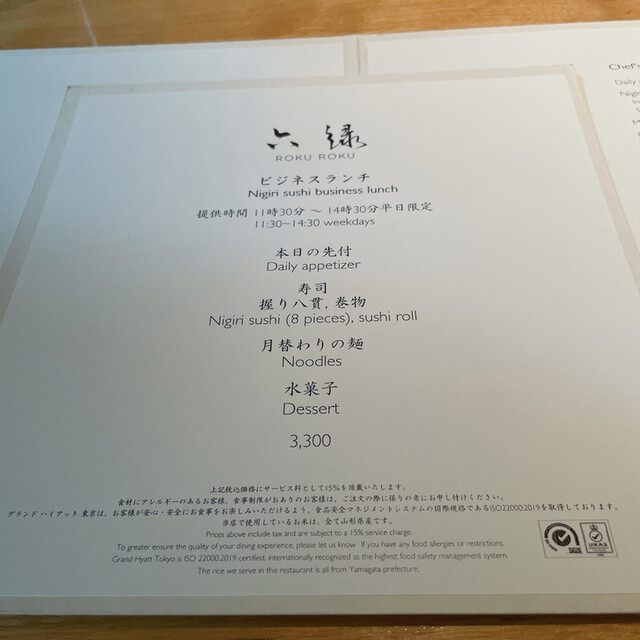 六緑
ROKU ROKU
ビジネスランチ
Nigiri sushi business lunch
提供時間 11時30分 ～ 14時30分平日限定
11:30~14:30 weekdays
本日の先付
Daily appetizer
寿司
握り八貫, 巻物
Nigiri sushi (8 pieces), sushi roll
月替わりの麺
Noodles
水菓子
Dessert
3,300
上記税込価格にサービス料として15%を頂戴いたします。
食材にアレルギーのあるお客様、食事制限がおありのお客様は、ご注文の際に係りの者にお申し付けください。
グランド ハイアット 東京は、お客様が安心・安全にお食事をお楽しみいただけるよう、食品安全マネジメントシステムの国際規格であるISO22000:2019を取得しております。
当店で使用しているお米は、全て山形県産です。
Prices above include tax and are subject to a 15% service charge.
To greater ensure the quality of your dining experience, please let us know if you have any food allergies or restrictions.
Grand Hyatt Tokyo is ISO 22000:2019 certified, internationally recognized as the highest food safety management system.
The rice we serve in this restaurant is all from Yamagata prefecture.
SGS
UKAS
Chef's
Daily